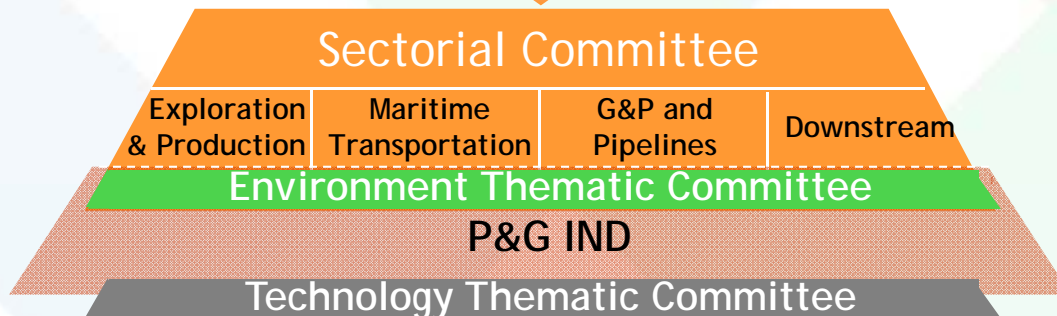 Sectorial Committee
Exploration
& Production
Maritime
Transportation
G&P and
Pipelines
Downstream
Environment Thematic Committee
P&G IND
Technology Thematic Committee